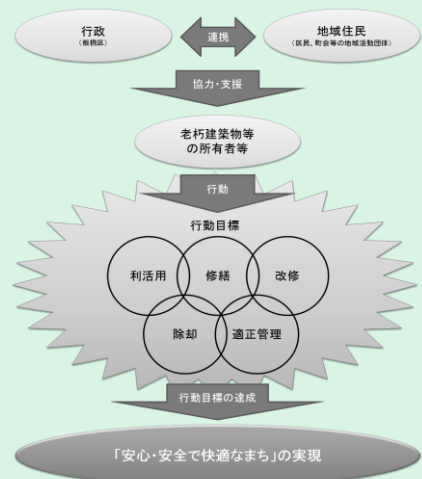 行政
(板橋区)
連携
地域住民
(区民、町会等の地域活動団体)
協力・支援
老朽建築物等
の所有者等
行動
行動目標
利活用
修繕
改修
除却
適正管理
行動目標の達成
「安心・安全で快適なまち」の実現